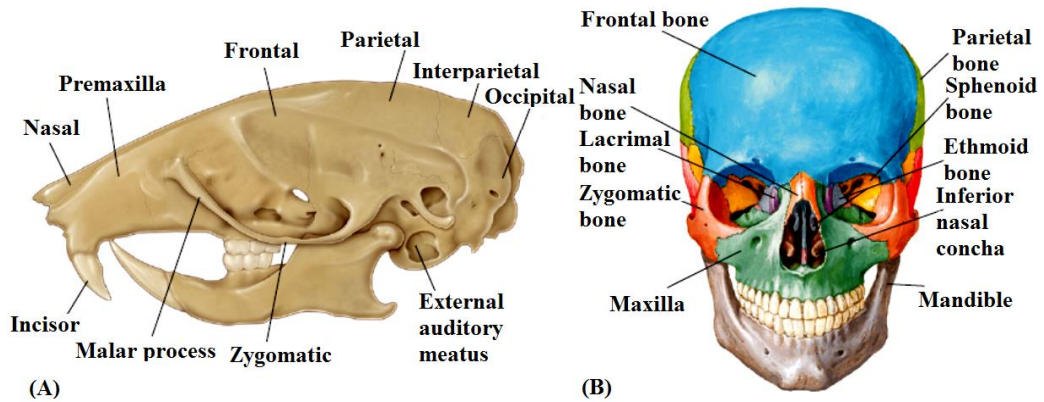 Nasal
Premaxilla
Frontal
Parietal
Interparietal
Occipital
Incisor
Malar process
Zygomatic
External
auditory
meatus
(A)
Frontal bone
Nasal
bone
Lacrimal
bone
Zygomatic
bone
Maxilla
Parietal
bone
Sphenoid
bone
Ethmoid
bone
Inferior
nasal
concha
Mandible
(B)